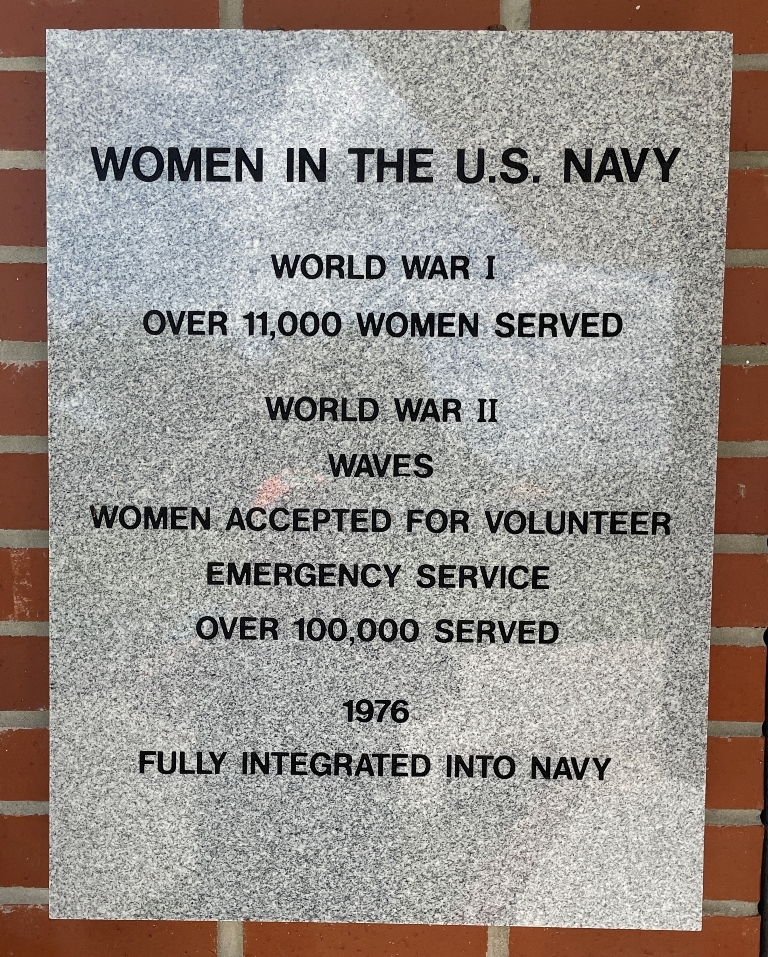 WOMEN IN THE U.S. NAVY
WORLD WAR I
OVER 11,000 WOMEN SERVED
WORLD WAR II
WAVES
WOMEN ACCEPTED FOR VOLUNTEER
EMERGENCY SERVICE
OVER 100,000 SERVED
1976
FULLY INTEGRATED INTO NAVY